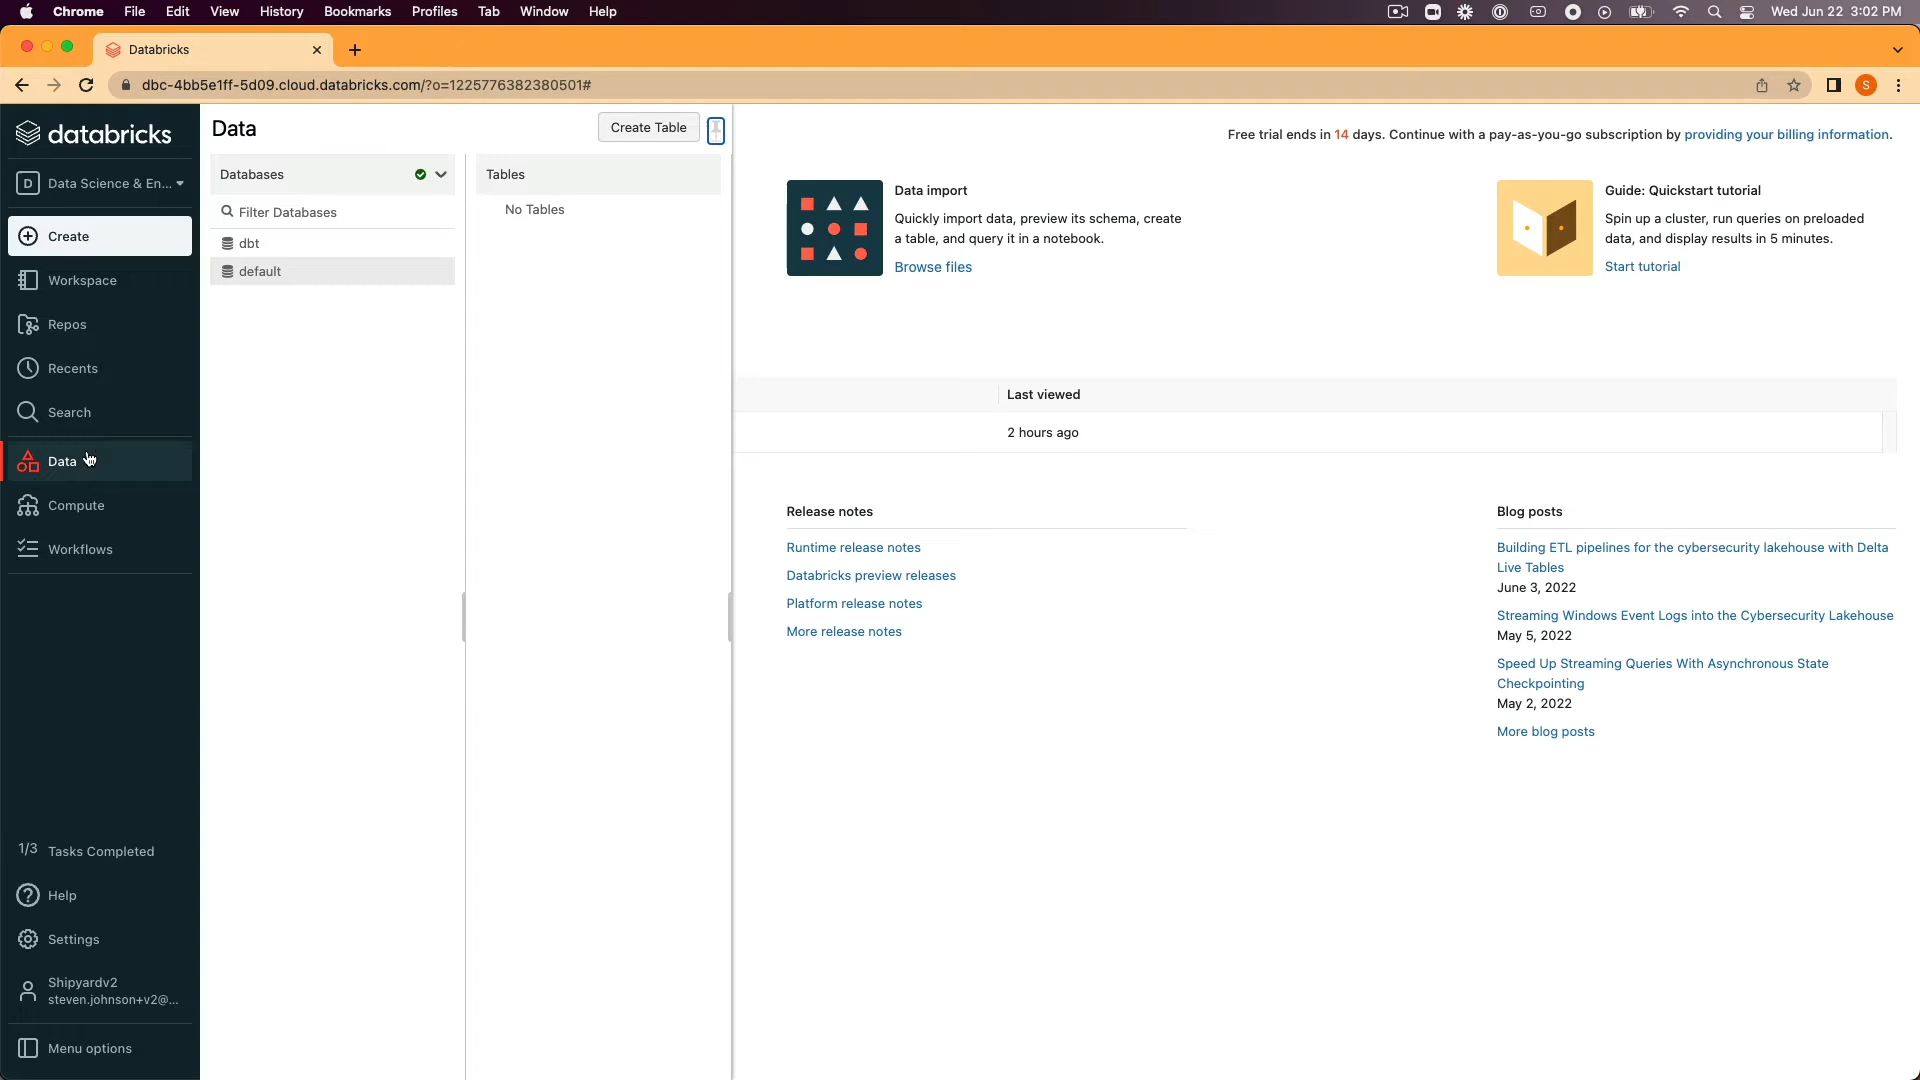 Chrome File Edit View History Bookmarks Profiles Tab Window Help Wed Jun 22 3:02 PM
Databricks
dbc-4bb5e1ff-5d09.cloud.databricks.com/?o=1225776382380501#
S
databricks
D Data Science & En...
Create
Workspace
Repos
Recents
Search
Data
Compute
Workflows
1/3 Tasks Completed
Help
Settings
Shipyardv2
steven.johnson+v2@...
Menu options
Data
Create Table
Databases
Filter Databases
dbt
default
Tables
No Tables
Free trial ends in 14 days. Continue with a pay-as-you-go subscription by providing your billing information.
Data import
Quickly import data, preview its schema, create
a table, and query it in a notebook.
Browse files
Guide: Quickstart tutorial
Spin up a cluster, run queries on preloaded
data, and display results in 5 minutes.
Start tutorial
Last viewed
2 hours ago
Release notes
Runtime release notes
Databricks preview releases
Platform release notes
More release notes
Blog posts
Building ETL pipelines for the cybersecurity lakehouse with Delta
Live Tables
June 3, 2022
Streaming Windows Event Logs into the Cybersecurity Lakehouse
May 5, 2022
Speed Up Streaming Queries With Asynchronous State
Checkpointing
May 2, 2022
More blog posts